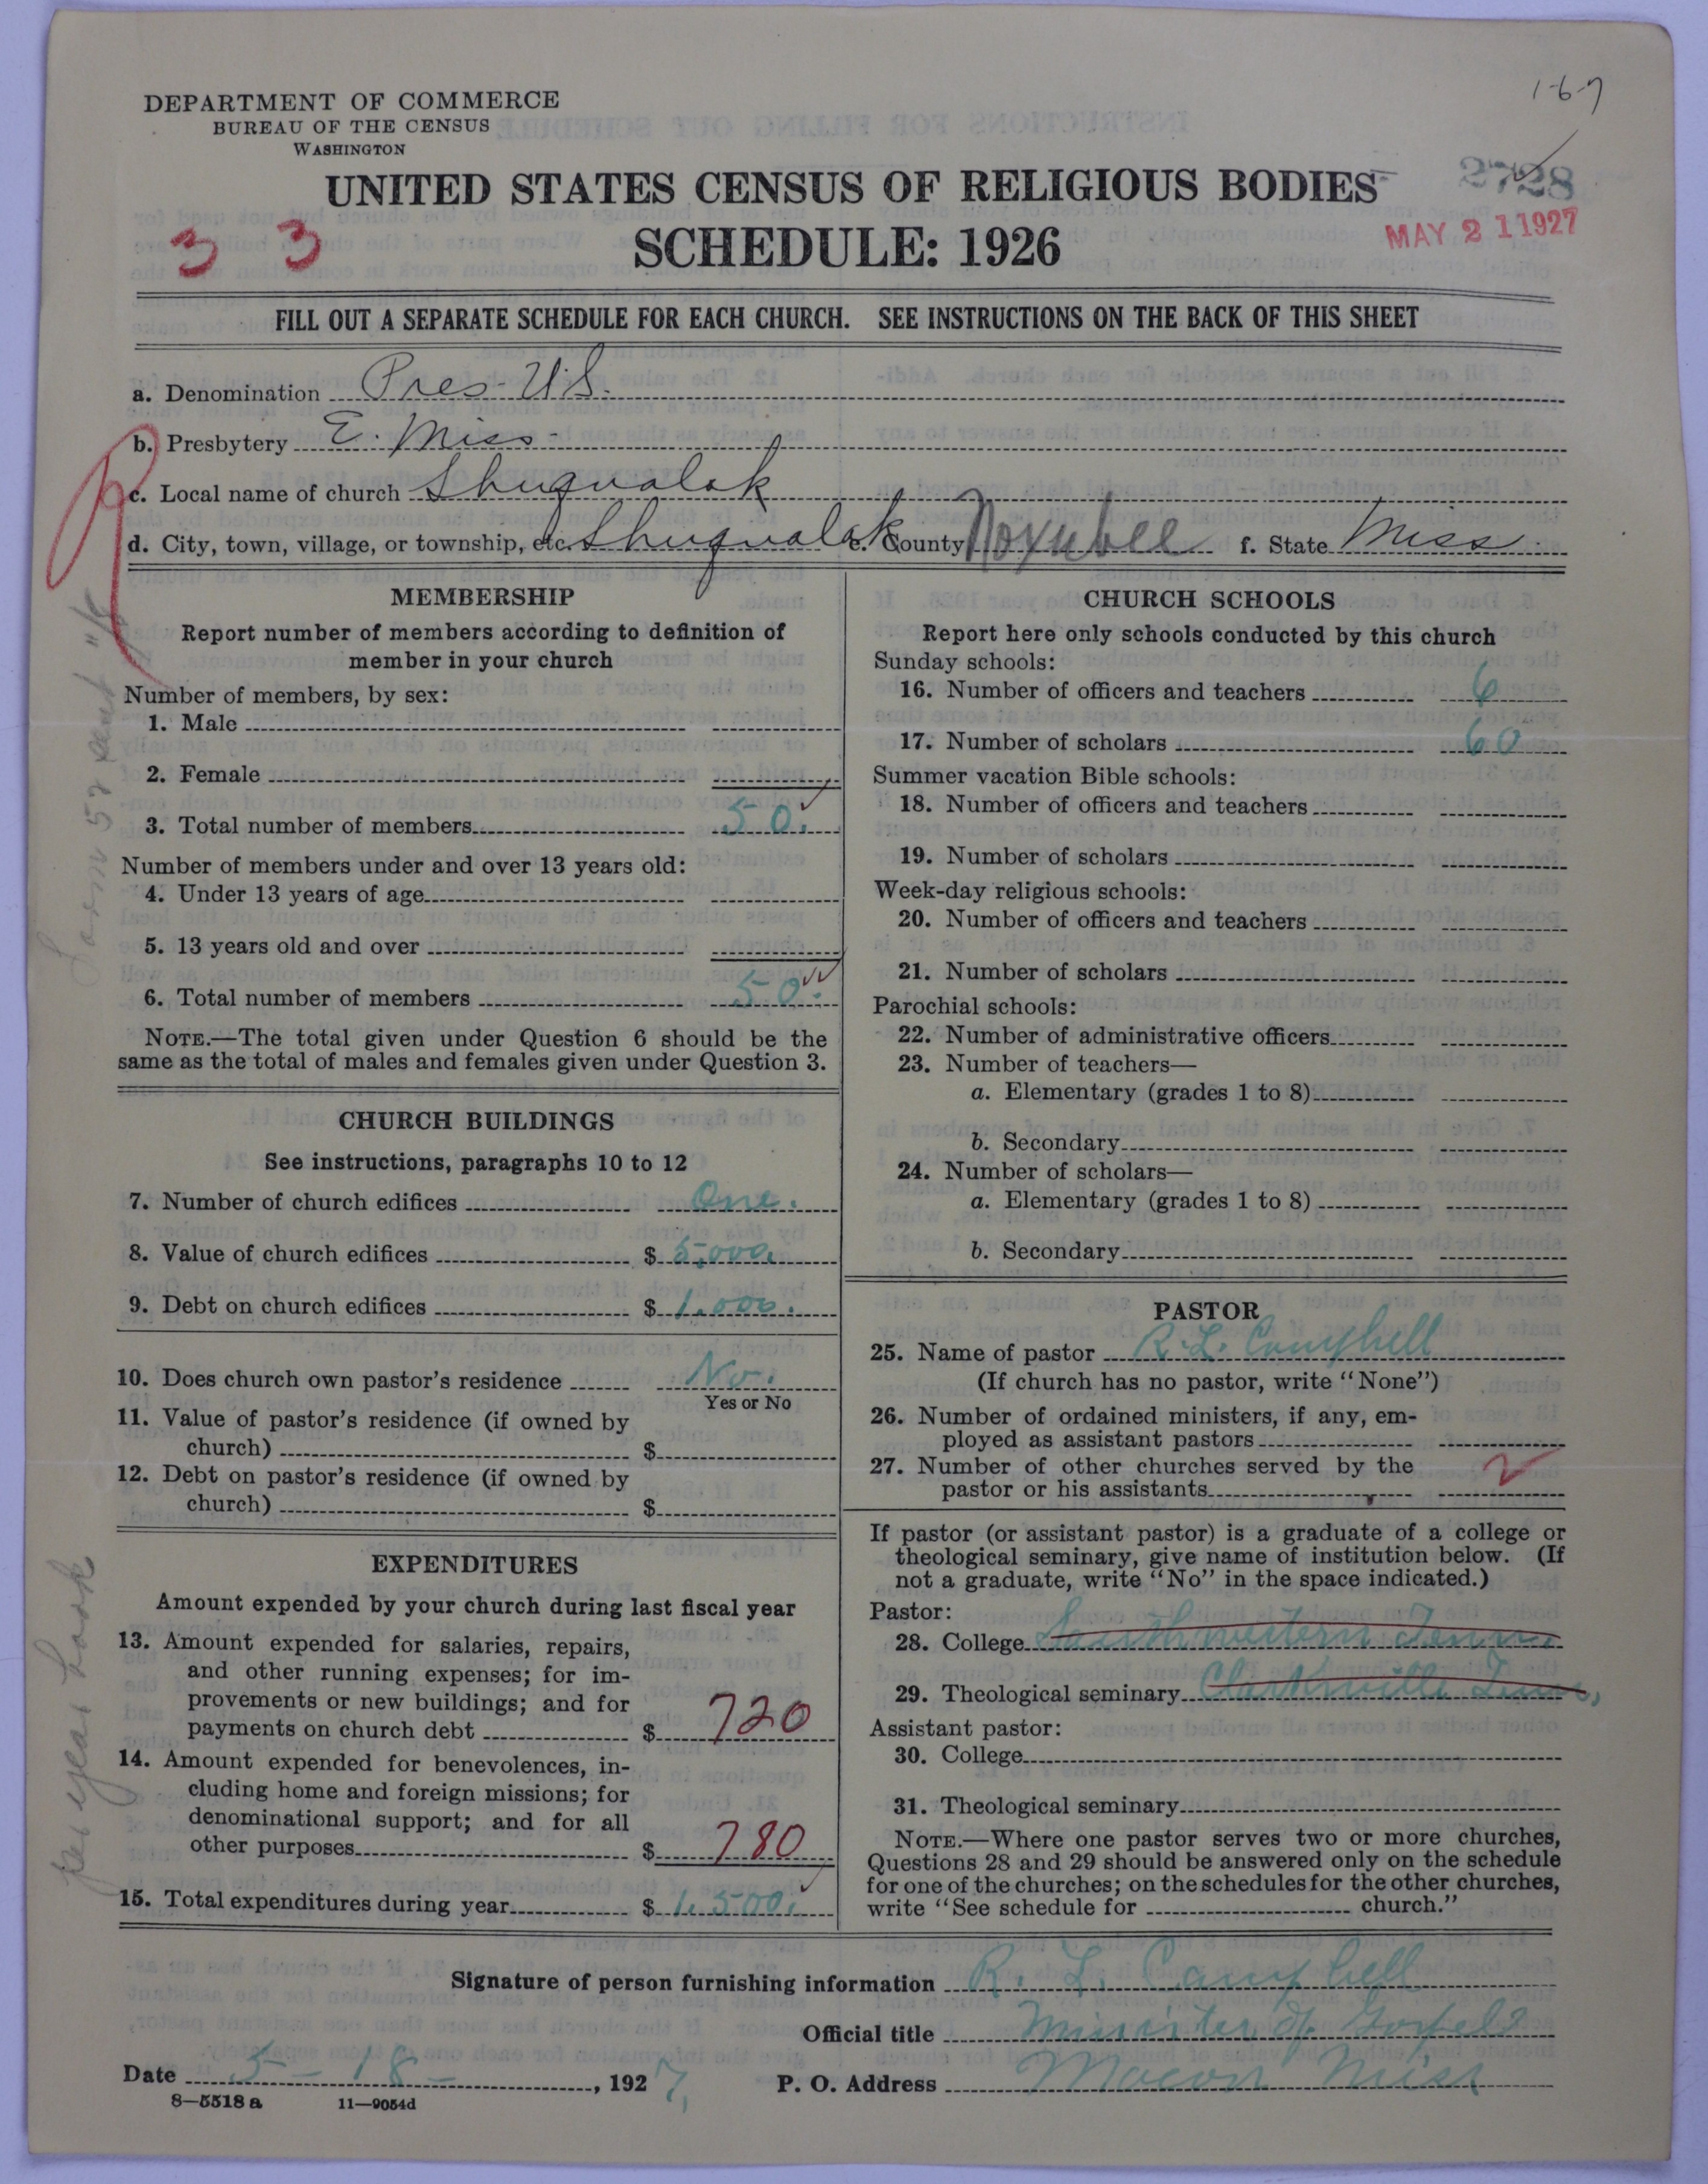 1-6-7
DEPARTMENT OF COMMERCE
BUREAU OF THE CENSUS
WASHINGTON
UNITED STATES CENSUS OF RELIGIOUS BODIES
SCHEDULE: 1926
2728
MAY 21 1927
3 3
FILL OUT A SEPARATE SCHEDULE FOR EACH CHURCH. SEE INSTRUCTIONS ON THE BACK OF THIS SHEET
a. Denomination Pres. U.S.
b. Presbytery E. Miss.
c. Local name of church Shuqualak
d. City, town, village, or township, etc. Shuqualak e. County Noxubee f. State Miss.
MEMBERSHIP
Report number of members according to definition of
member in your church
Number of members, by sex:
1. Male
2. Female
3. Total number of members 50.
Number of members under and over 13 years old:
4. Under 13 years of age
5. 13 years old and over
6. Total number of members 50.
NOTE.—The total given under Question 6 should be the
same as the total of males and females given under Question 3.
CHURCH BUILDINGS
See instructions, paragraphs 10 to 12
7. Number of church edifices One.
8. Value of church edifices $ 5,000.
9. Debt on church edifices $ 1,000.
10. Does church own pastor's residence No.
Yes or No
11. Value of pastor's residence (if owned by
church) $
12. Debt on pastor's residence (if owned by
church) $
EXPENDITURES
Amount expended by your church during last fiscal year
13. Amount expended for salaries, repairs,
and other running expenses; for im-
provements or new buildings; and for
payments on church debt $ 720
14. Amount expended for benevolences, in-
cluding home and foreign missions; for
denominational support; and for all
other purposes $ 780
15. Total expenditures during year $ 1,500.
CHURCH SCHOOLS
Report here only schools conducted by this church
Sunday schools:
16. Number of officers and teachers 6
17. Number of scholars 60
Summer vacation Bible schools:
18. Number of officers and teachers
19. Number of scholars
Week-day religious schools:
20. Number of officers and teachers
21. Number of scholars
Parochial schools:
22. Number of administrative officers
23. Number of teachers—
a. Elementary (grades 1 to 8)
b. Secondary
24. Number of scholars—
a. Elementary (grades 1 to 8)
b. Secondary
PASTOR
25. Name of pastor R. L. Campbell
(If church has no pastor, write "None")
26. Number of ordained ministers, if any, em-
ployed as assistant pastors
27. Number of other churches served by the
pastor or his assistants 2
If pastor (or assistant pastor) is a graduate of a college or
theological seminary, give name of institution below. (If
not a graduate, write "No" in the space indicated.)
Pastor:
28. College Southwestern Tenn.
29. Theological seminary Clarksville Tenn,
Assistant pastor:
30. College
31. Theological seminary
NOTE.—Where one pastor serves two or more churches,
Questions 28 and 29 should be answered only on the schedule
for one of the churches; on the schedules for the other churches,
write "See schedule for church."
Signature of person furnishing information R. L. Campbell
Official title Minister of Gospel
Date 5-18-, 1927,
P. O. Address Macon Miss
8—5518 a 11—9054d
per year book